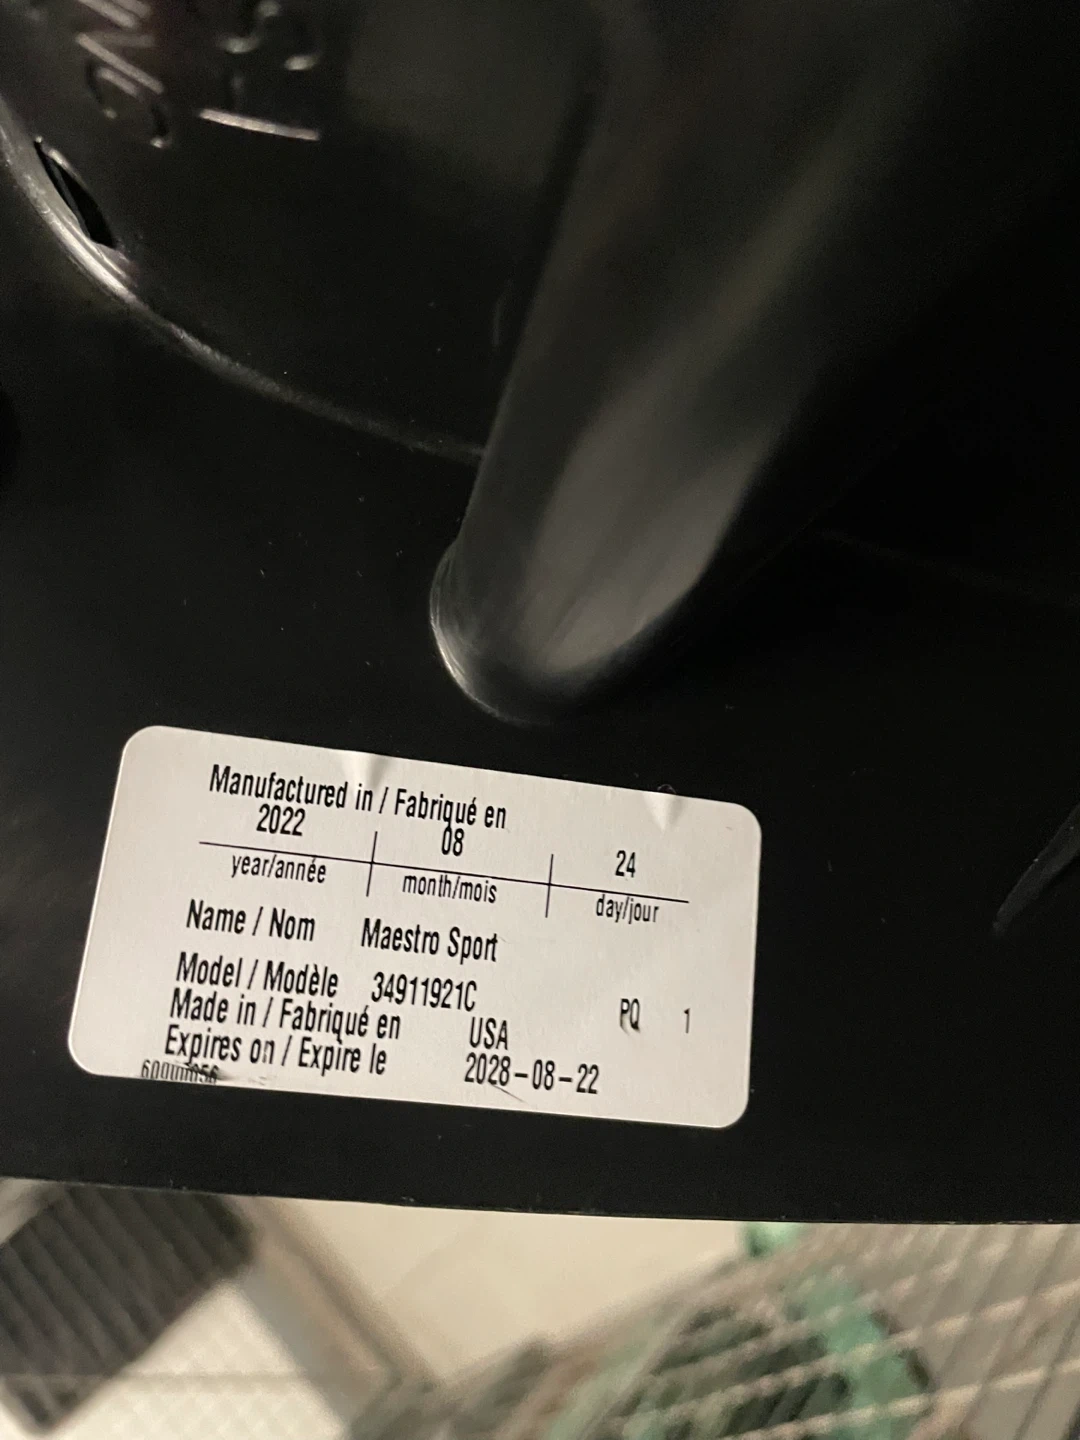 Manufactured in / Fabriqué en
2022 08 24
year/année month/mois day/jour
Name / Nom Maestro Sport
Model / Modèle 34911921C PQ 1
Made in / Fabriqué en USA
Expires on / Expire le 2028-08-22